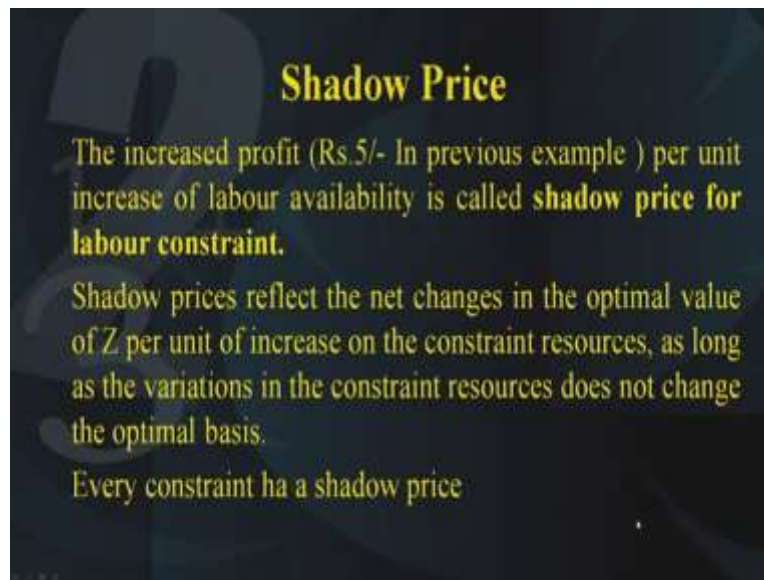 Shadow Price
The increased profit (Rs.5/- In previous example ) per unit
increase of labour availability is called shadow price for
labour constraint.
Shadow prices reflect the net changes in the optimal value
of Z per unit of increase on the constraint resources, as long
as the variations in the constraint resources does not change
the optimal basis.
Every constraint ha a shadow price